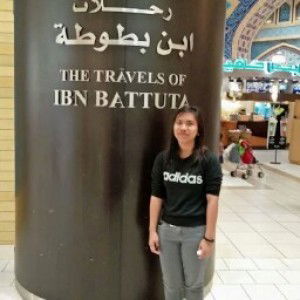 رحلات
ابن بطوطة
THE TRAVELS OF
IBN BATTUTA
adidas